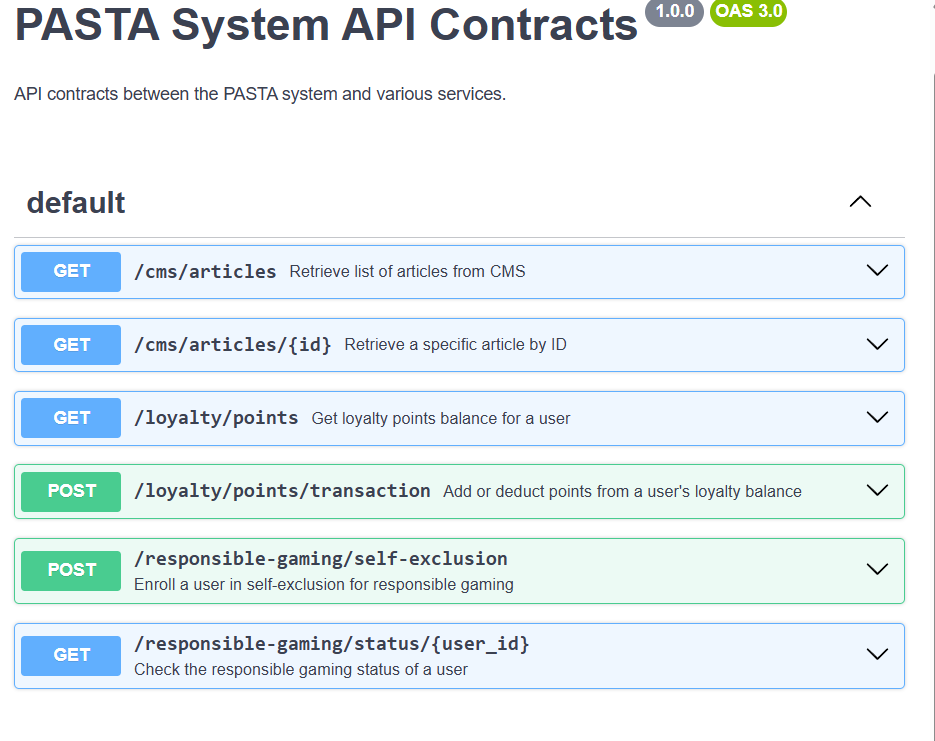 PASTA System API Contracts 1.0.0 OAS 3.0
API contracts between the PASTA system and various services.
default
GET /cms/articles Retrieve list of articles from CMS
GET /cms/articles/{id} Retrieve a specific article by ID
GET /loyalty/points Get loyalty points balance for a user
POST /loyalty/points/transaction Add or deduct points from a user's loyalty balance
POST /responsible-gaming/self-exclusion
Enroll a user in self-exclusion for responsible gaming
GET /responsible-gaming/status/{user_id}
Check the responsible gaming status of a user